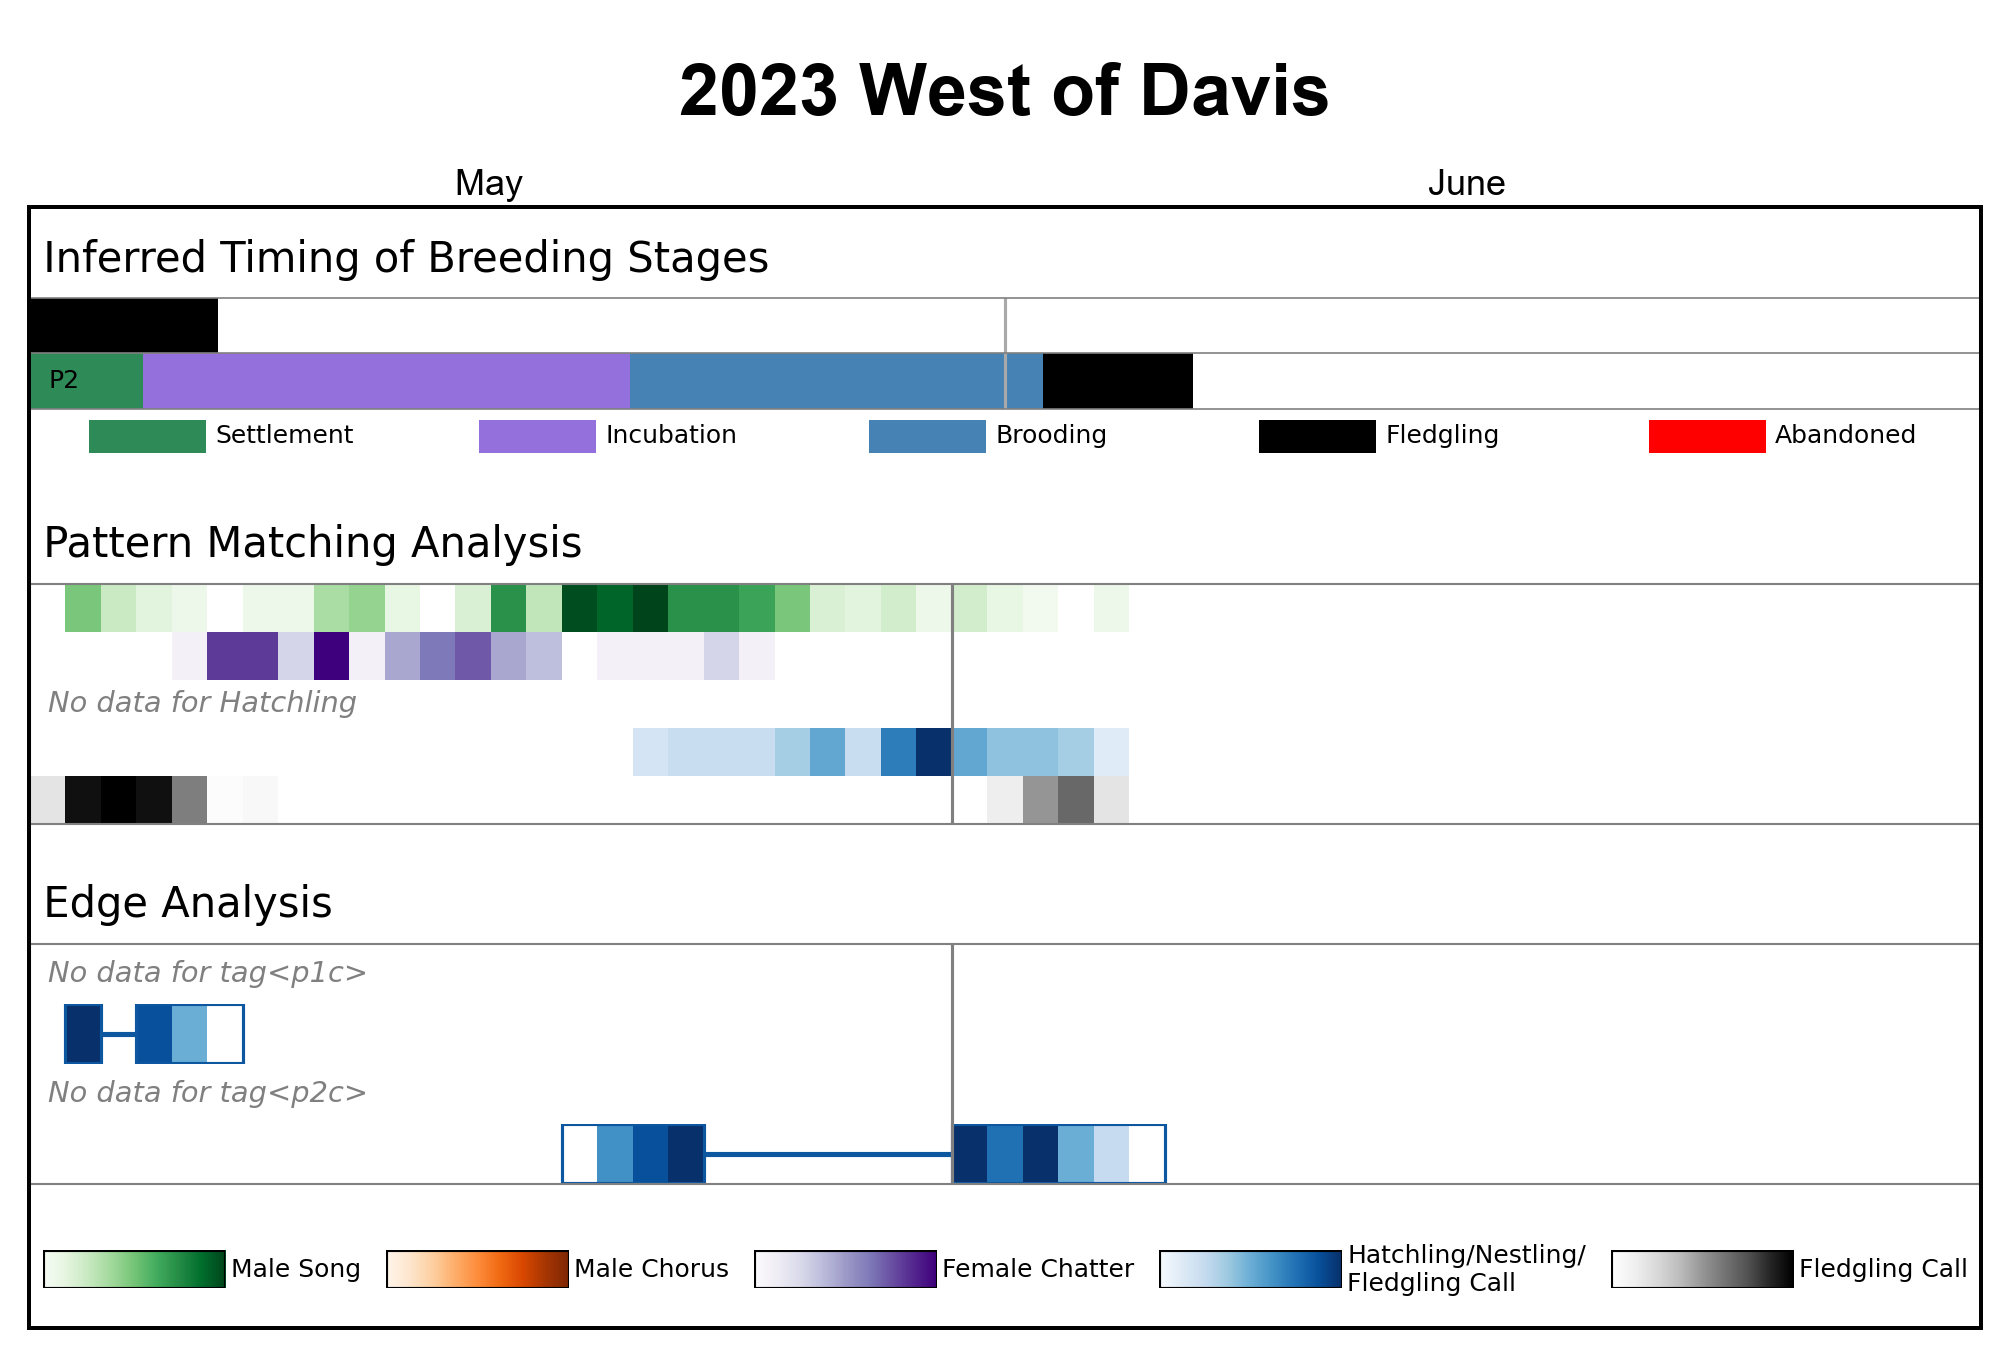 2023 West of Davis
May
June
Inferred Timing of Breeding Stages
P2
Settlement
Incubation
Brooding
Fledgling
Abandoned
Pattern Matching Analysis
No data for Hatchling
Edge Analysis
No data for tag<p1c>
No data for tag<p2c>
Male Song
Male Chorus
Female Chatter
Hatchling/Nestling/
Fledgling Call
Fledgling Call